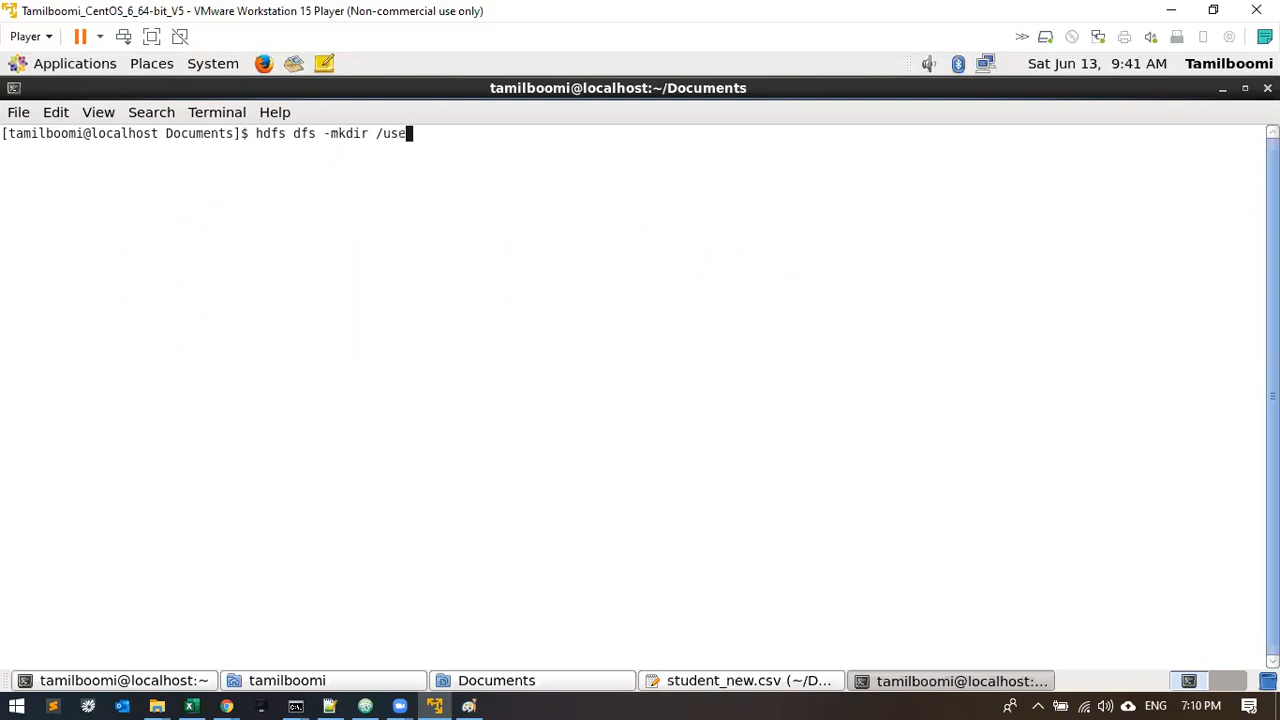 Tamilboomi_CentOS_6_64-bit_V5 - VMware Workstation 15 Player (Non-commercial use only)
Player
Applications Places System Sat Jun 13, 9:41 AM Tamilboomi
tamilboomi@localhost:~/Documents
File Edit View Search Terminal Help
[tamilboomi@localhost Documents]$ hdfs dfs -mkdir /use
tamilboomi@localhost:~ tamilboomi Documents student_new.csv (~/D... tamilboomi@localhost:...
ENG 7:10 PM